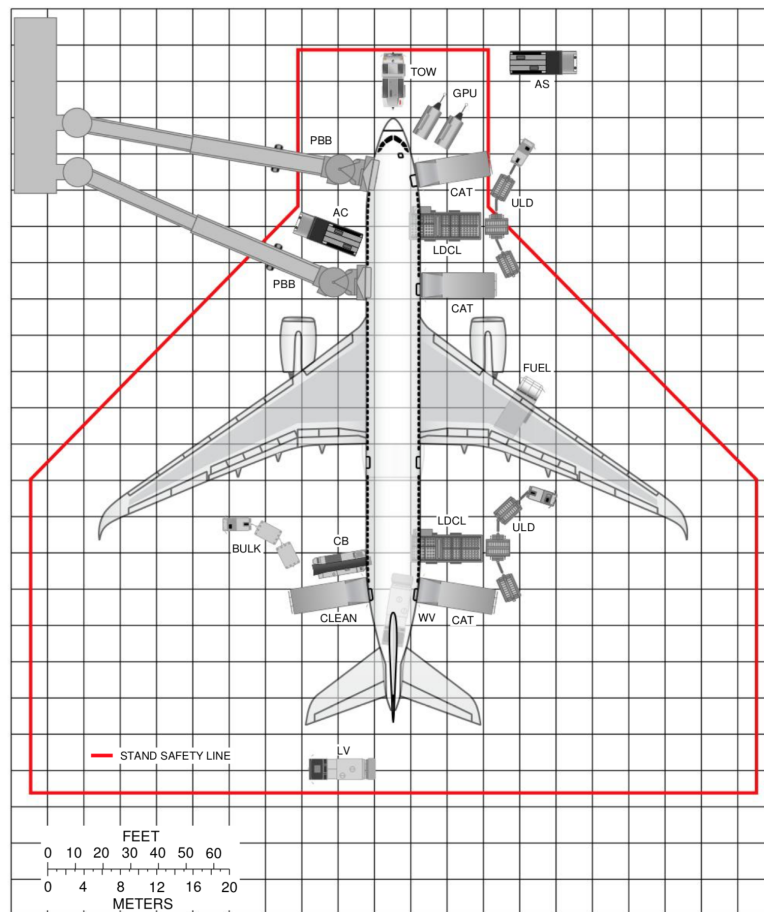 TOW
AS
GPU
PBB
CAT
ULD
AC
LDCL
PBB
CAT
FUEL
LDCL
ULD
BULK
CB
CLEAN
WV
CAT
LV
STAND SAFETY LINE
FEET
0 10 20 30 40 50 60
0 4 8 12 16 20
METERS